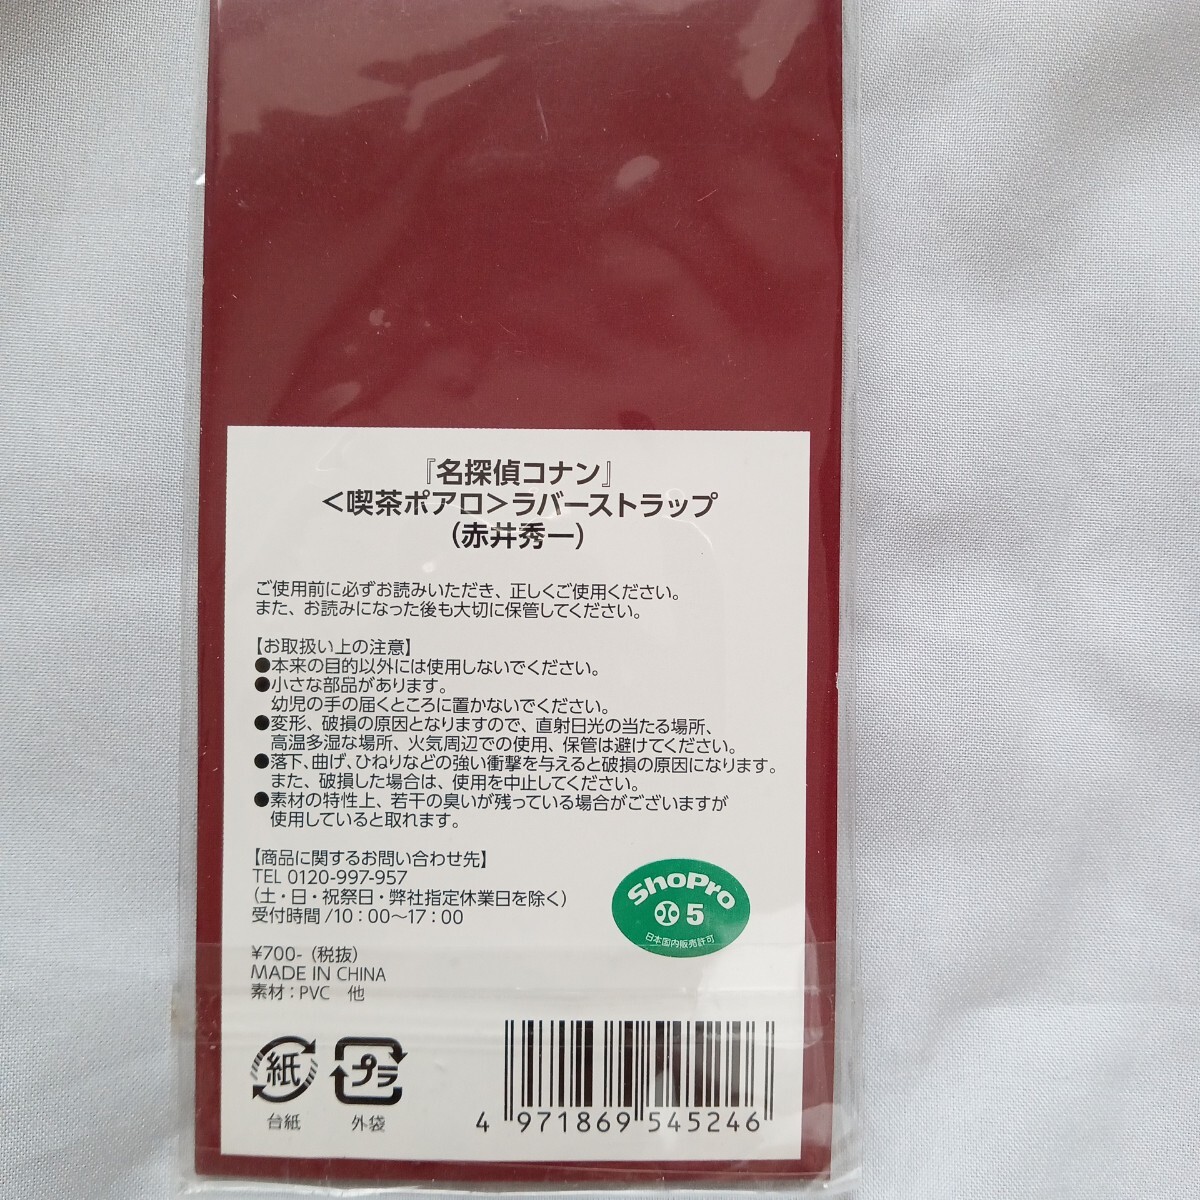 『名探偵コナン』
<喫茶ポアロ>ラバーストラップ
(赤井秀一)
ご使用前に必ずお読みいただき、正しくご使用ください。
また、お読みになった後も大切に保管してください。
【お取扱い上の注意】
●本来の目的以外には使用しないでください。
●小さな部品があります。
幼児の手の届くところに置かないでください。
●変形、破損の原因となりますので、直射日光の当たる場所、
高温多湿な場所、火気周辺での使用、保管は避けてください。
●落下、曲げ、ひねりなどの強い衝撃を与えると破損の原因になります。
また、破損した場合は、使用を中止してください。
●素材の特性上、若干の臭いが残っている場合がございますが
使用していると取れます。
【商品に関するお問い合わせ先】
TEL 0120-997-957
(土・日・祝祭日・弊社指定休業日を除く)
受付時間/10：00～17：00
¥700-（税抜）
MADE IN CHINA
素材：PVC 他
ShoPro
5
日本国内販売許可
紙
台紙
プラ
外袋
4 971869 545246